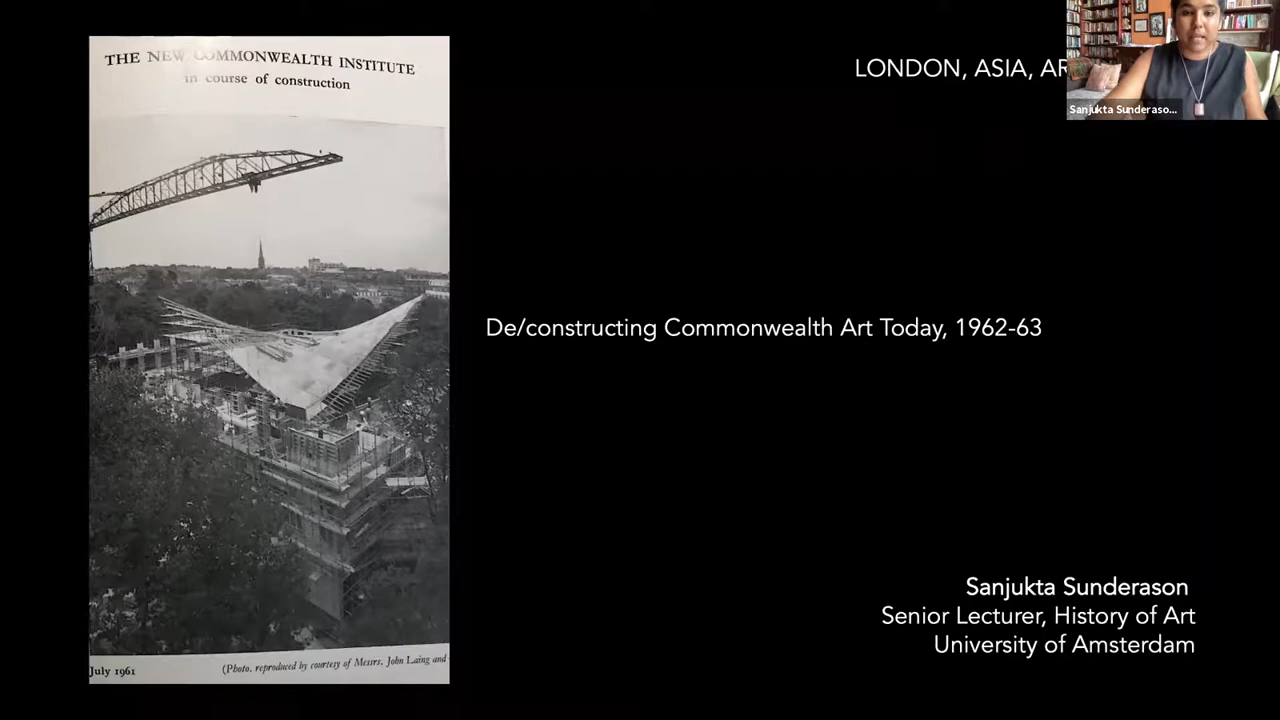 THE NEW COMMONWEALTH INSTITUTE
in course of construction
July 1961
(Photo. reproduced by courtesy of Messrs. John Laing and
LONDON, ASIA,
Sanjukta Sunderaso...
De/constructing Commonwealth Art Today, 1962-63
Sanjukta Sunderason
Senior Lecturer, History of Art
University of Amsterdam